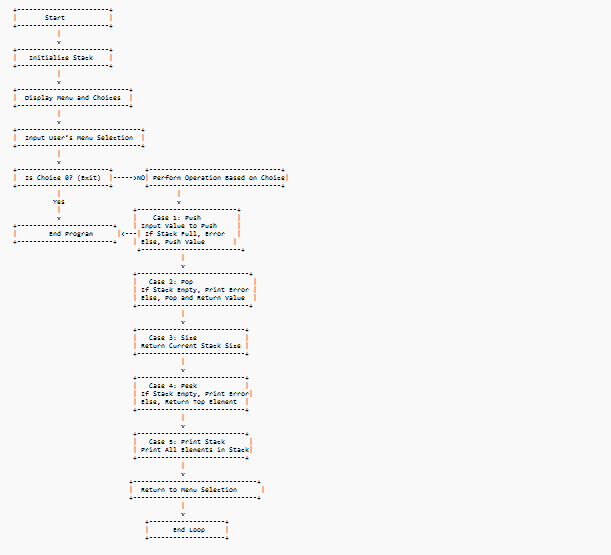 Start
Initialize Stack
Display Menu and Choices
Input User's Menu Selection
Is Choice 0? (Exit) ---->NO Perform Operation Based on Choice
Yes
End Program
Case 1: Push
Input Value to Push
If Stack Full, Error
Else, Push Value
Case 2: Pop
If Stack Empty, Print Error
Else, Pop and Return Value
Case 3: Size
Return Current Stack Size
Case 4: Peek
If Stack Empty, Print Error
Else, Return Top Element
Case 5: Print Stack
Print All Elements in Stack
Return to Menu Selection
End Loop